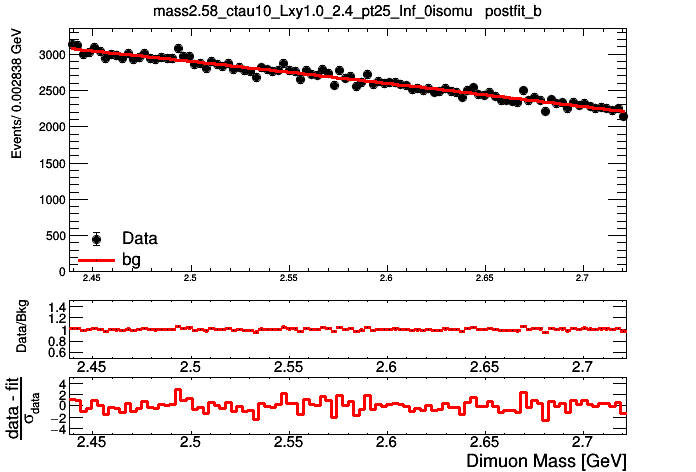 mass2.58_ctau10_Lxy1.0_2.4_pt25_Inf_0isomu postfit_b
Events/ 0.002838 GeV
3000
2500
2000
1500
1000
500
0
Data
bg
2.45 2.5 2.55 2.6 2.65 2.7
Data/Bkg
1.4
1.2
1
0.8
0.6
2.45 2.5 2.55 2.6 2.65 2.7
data - fit
σdata
4
2
0
−2
−4
2.45 2.5 2.55 2.6 2.65 2.7
Dimuon Mass [GeV]